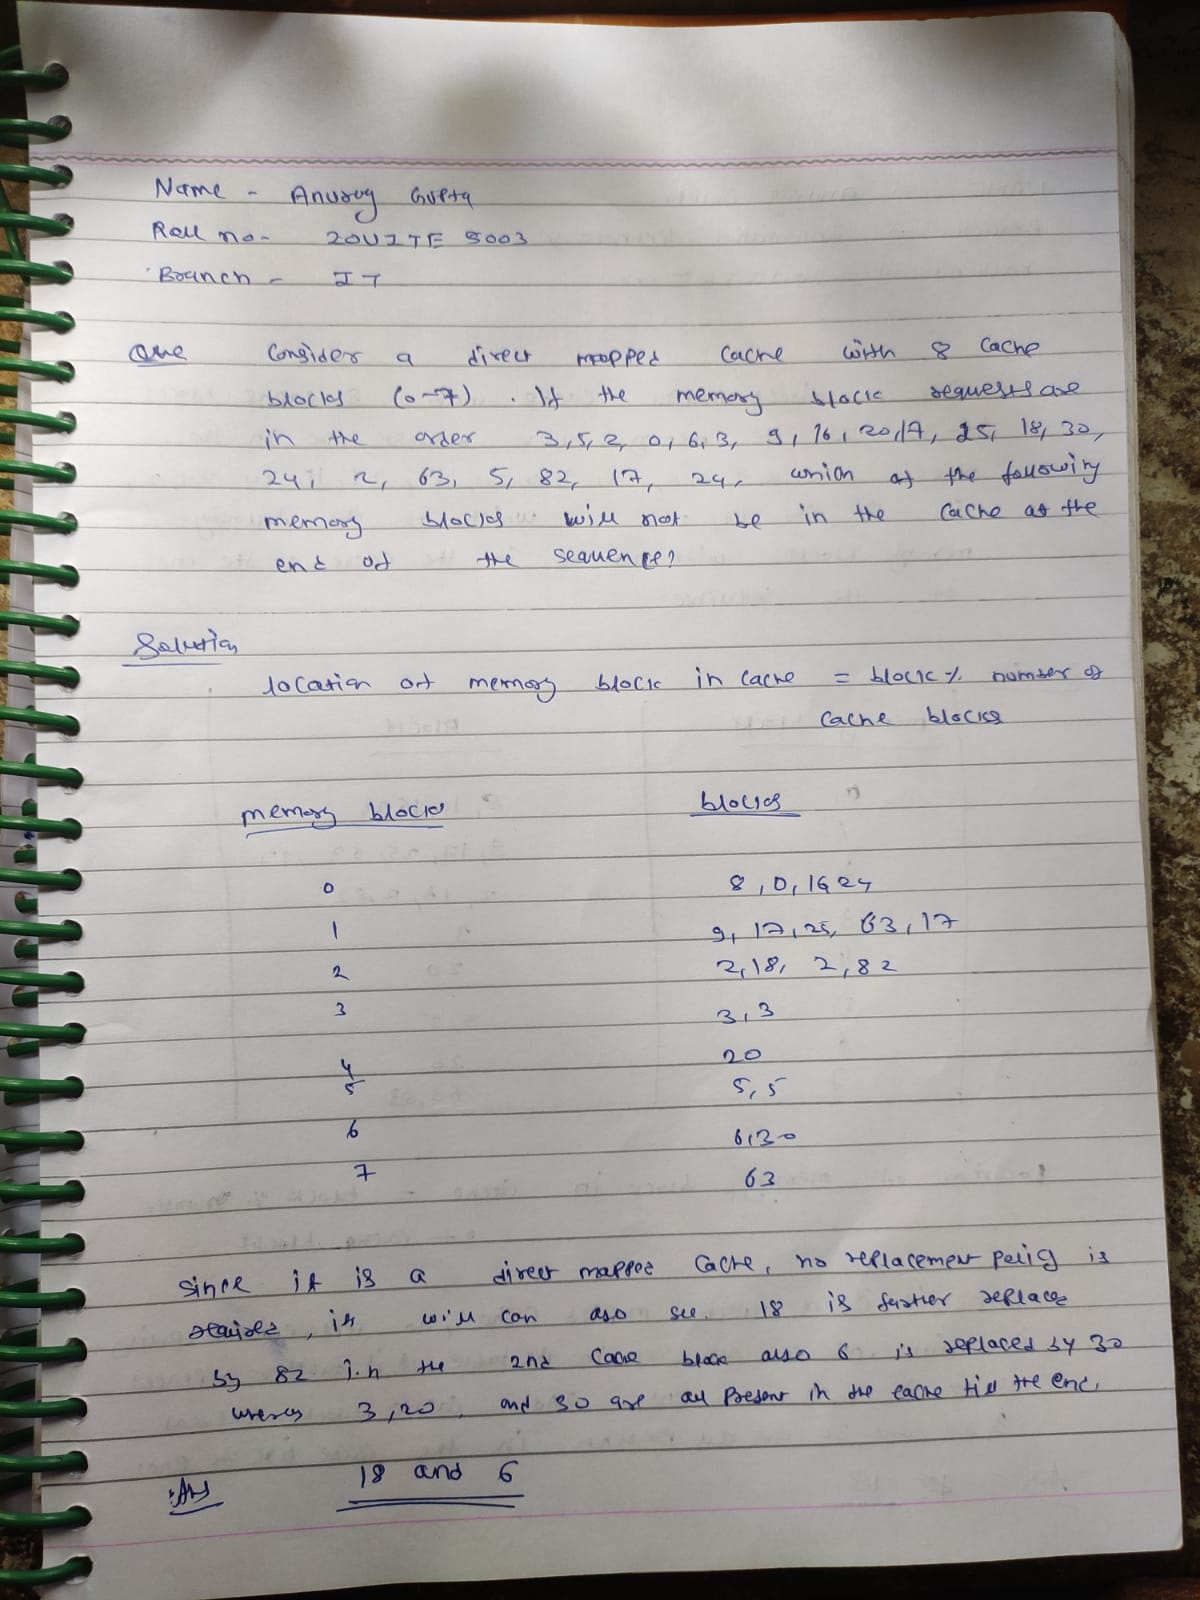 Name - Anurag Gupta
Roll no - 20UITE 9003
Branch - IT
Que Consider a direct mapped cache with 8 cache
blocks (0-7). If the memory block requests are
in the order 3, 5, 2, 0, 6, 3, 9, 16, 20, 17, 25, 18, 30,
24, 2, 63, 5, 82, 17, 24, which of the following
memory blocks will not be in the cache at the
end of the sequence?
Solution
location of memory block in cache = block % number of
cache blocks
memory blocks blocks
0 8, 0, 16 24
1 9, 17, 25, 63, 17
2 2, 18, 2, 82
3 3, 3
4 20
5 5, 5
6 6, 30
7 63
Since it is a direct mapped cache, no replacement is
, it will can also see 18 is further replace
by 82 in the 2nd cache block also 6 is replaced by 30
3, 20, and 30 are all present in the cache till the end.
Ans 18 and 6